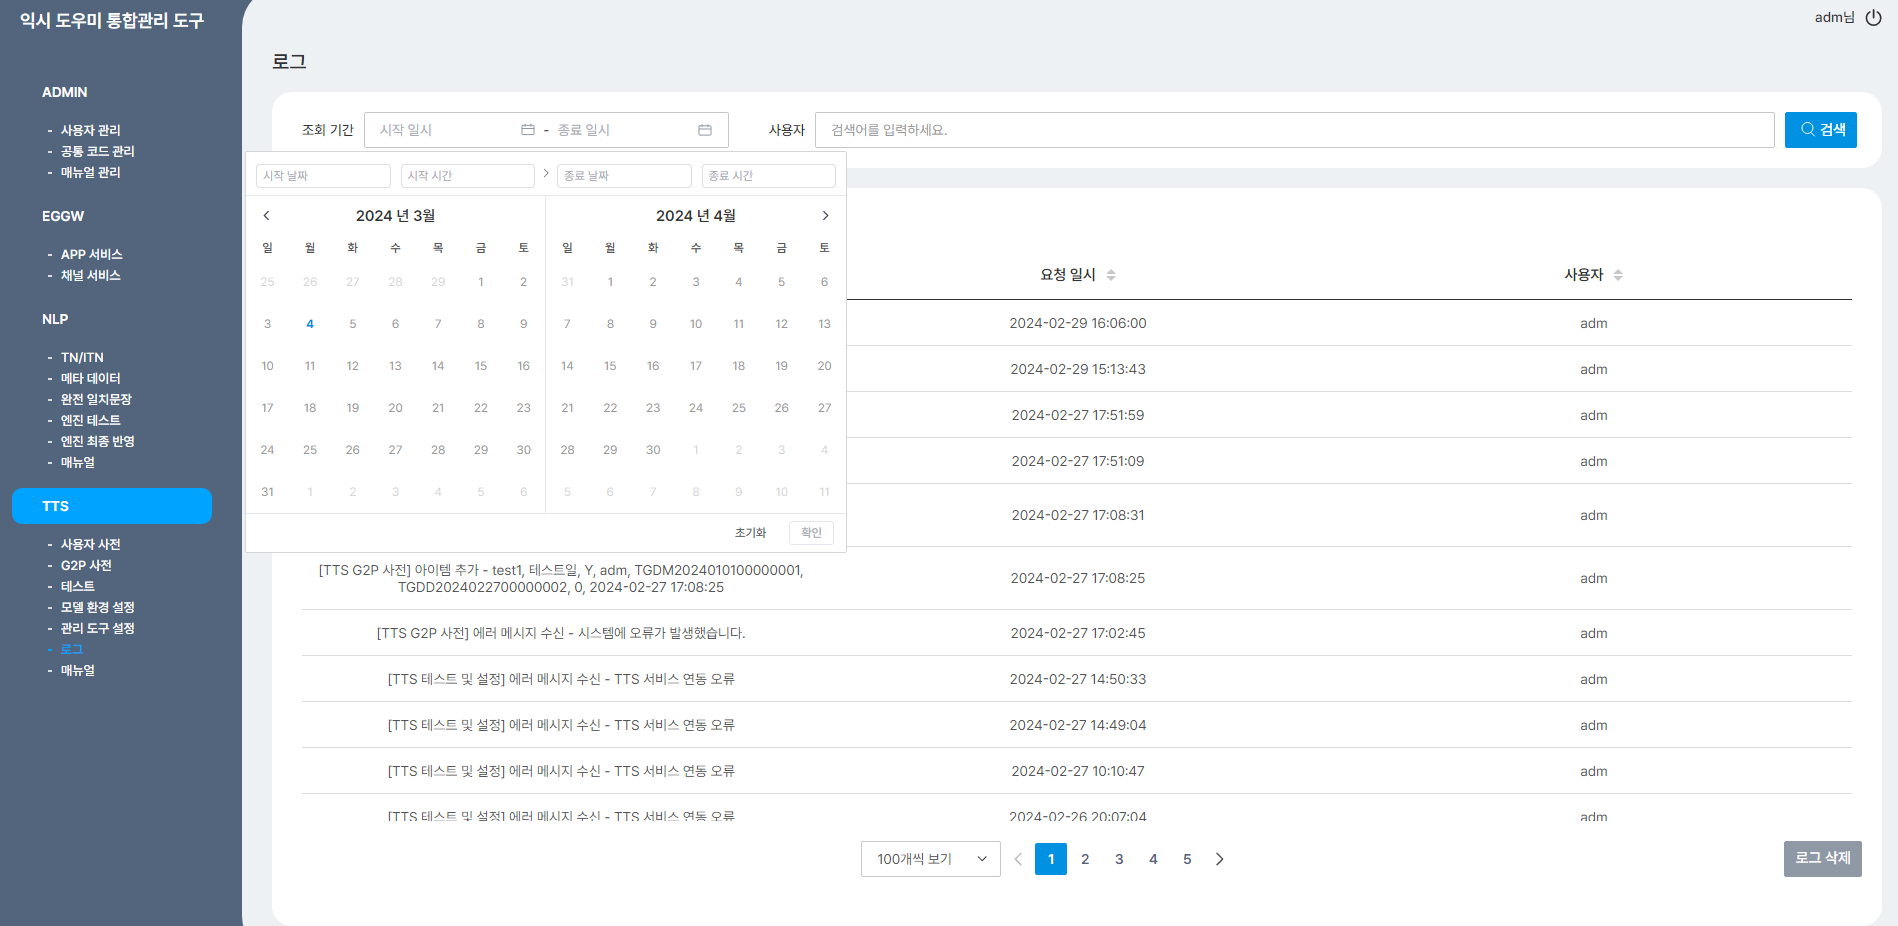 익시 도우미 통합관리 도구
adm님
ADMIN
- 사용자 관리
- 공통 코드 관리
- 매뉴얼 관리
EGGW
- APP 서비스
- 채널 서비스
NLP
- TN/ITN
- 메타 데이터
- 완전 일치문장
- 엔진 테스트
- 엔진 최종 반영
- 매뉴얼
TTS
- 사용자 사전
- G2P 사전
- 테스트
- 모델 환경 설정
- 관리 도구 설정
- 로그
- 매뉴얼
로그
조회 기간 시작 일시 - 종료 일시 사용자 검색어를 입력하세요. 검색
시작 날짜 시작 시간 > 종료 날짜 종료 시간
2024 년 3월
일 월 화 수 목 금 토
25 26 27 28 29 1 2
3 4 5 6 7 8 9
10 11 12 13 14 15 16
17 18 19 20 21 22 23
24 25 26 27 28 29 30
31 1 2 3 4 5 6
2024 년 4월
일 월 화 수 목 금 토
31 1 2 3 4 5 6
7 8 9 10 11 12 13
14 15 16 17 18 19 20
21 22 23 24 25 26 27
28 29 30 1 2 3 4
5 6 7 8 9 10 11
초기화 확인
요청 일시 사용자
2024-02-29 16:06:00 adm
2024-02-29 15:13:43 adm
2024-02-27 17:51:59 adm
2024-02-27 17:51:09 adm
2024-02-27 17:08:31 adm
[TTS G2P 사전] 아이템 추가 - test1, 테스트일, Y, adm, TGDM2024010100000001,
TGDD2024022700000002, 0, 2024-02-27 17:08:25
2024-02-27 17:08:25 adm
[TTS G2P 사전] 에러 메시지 수신 - 시스템에 오류가 발생했습니다. 2024-02-27 17:02:45 adm
[TTS 테스트 및 설정] 에러 메시지 수신 - TTS 서비스 연동 오류 2024-02-27 14:50:33 adm
[TTS 테스트 및 설정] 에러 메시지 수신 - TTS 서비스 연동 오류 2024-02-27 14:49:04 adm
[TTS 테스트 및 설정] 에러 메시지 수신 - TTS 서비스 연동 오류 2024-02-27 10:10:47 adm
[TTS 테스트 및 설정] 에러 메시지 수신 - TTS 서비스 연동 오류 2024-02-26 20:07:04 adm
100개씩 보기 1 2 3 4 5
로그 삭제